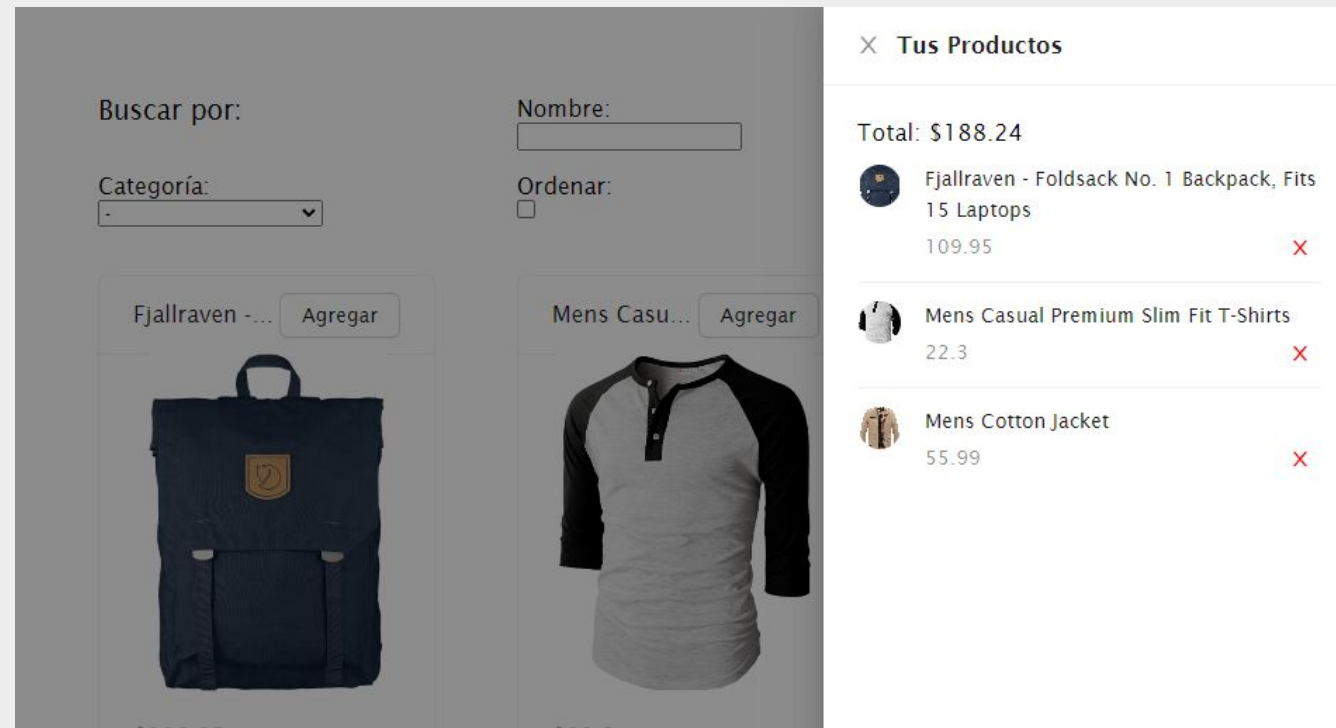 Buscar por:
Nombre:
Categoría:
-
Ordenar:
Fjallraven -...
Agregar
Mens Casu...
Agregar
X Tus Productos
Total: $188.24
Fjallraven - Foldsack No. 1 Backpack, Fits
15 Laptops
109.95
X
Mens Casual Premium Slim Fit T-Shirts
22.3
X
Mens Cotton Jacket
55.99
X